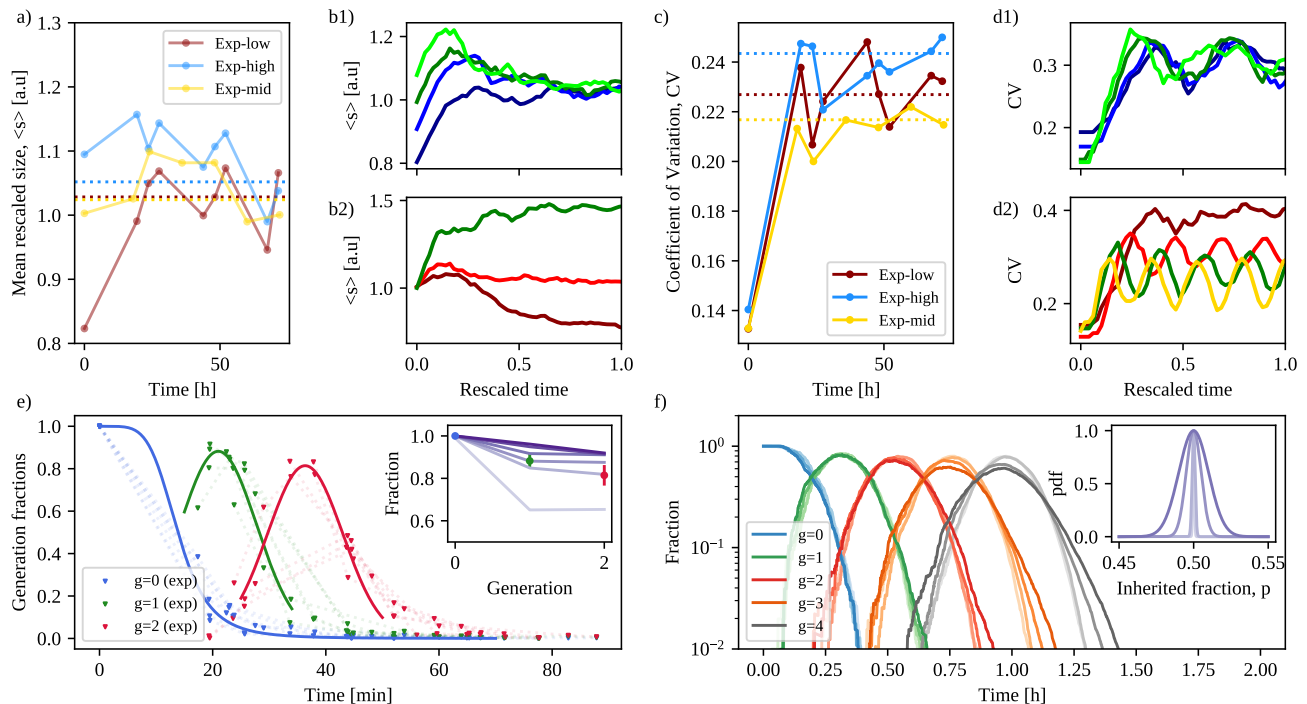 a)
1.3
1.2
1.1
1.0
0.9
0.8
Mean rescaled size, <s> [a.u]
Exp-low
Exp-high
Exp-mid
0
50
Time [h]
b1)
1.2
1.0
0.8
<s> [a.u]
b2)
1.5
1.0
<s> [a.u]
0.0
0.5
1.0
Rescaled time
c)
0.24
0.22
0.20
0.18
0.16
0.14
Coefficient of Variation, CV
Exp-low
Exp-high
Exp-mid
0
50
Time [h]
d1)
0.3
0.2
CV
d2)
0.4
0.2
CV
0.0
0.5
1.0
Rescaled time
e)
1.0
0.8
0.6
0.4
0.2
0.0
Generation fractions
g=0 (exp)
g=1 (exp)
g=2 (exp)
0
20
40
60
80
Time [min]
1.0
0.8
0.6
Fraction
0
2
Generation
f)
10⁰
10⁻¹
10⁻²
Fraction
g=0
g=1
g=2
g=3
g=4
0.00
0.25
0.50
0.75
1.00
1.25
1.50
1.75
2.00
Time [h]
1.0
0.5
0.0
pdf
0.45
0.50
0.55
Inherited fraction, p